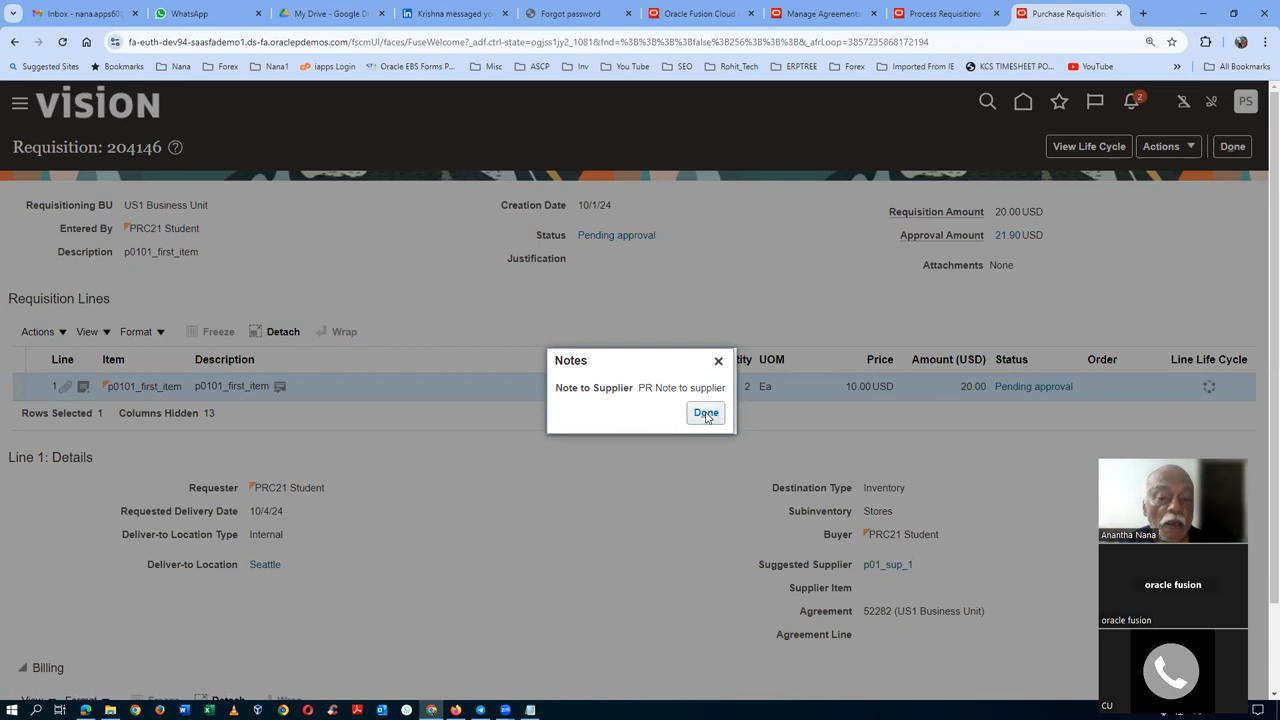 Inbox - nana.apps60
WhatsApp
My Drive - Google D
Krishna messaged yo
Forgot password
Oracle Fusion Cloud
Manage Agreements
Process Requisitions
Purchase Requisition
fa-euth-dev94-saasfademo1.ds-fa.oraclepdemos.com/fscmUI/faces/FuseWelcome?_adf.ctrl-state=ogjss1jy2_1081&fnd=%3B%3B%3B%3Bfalse%3B256%3B%3B%3B&_afrLoop=3857235868172194
Suggested Sites
Bookmarks
Nana
Forex
Nana1
iapps Login
Oracle EBS Forms P...
Misc
ASCP
Inv
You Tube
SEO
Rohit_Tech
ERPTREE
Forex
Imported From IE
KCS TIMESHEET PO...
YouTube
»
All Bookmarks
VISION
2
PS
Requisition: 204146 ?
View Life Cycle
Actions
Done
Requisitioning BU US1 Business Unit
Creation Date 10/1/24
Requisition Amount 20.00 USD
Entered By PRC21 Student
Status Pending approval
Approval Amount 21.90 USD
Description p0101_first_item
Justification
Attachments None
Requisition Lines
Actions View Format Freeze Detach Wrap
Line Item Description tity UOM Price Amount (USD) Status Order Line Life Cycle
1 p0101_first_item p0101_first_item 2 Ea 10.00 USD 20.00 Pending approval
Rows Selected 1 Columns Hidden 13
Notes
Note to Supplier PR Note to supplier
Done
Line 1: Details
Requester PRC21 Student
Destination Type Inventory
Requested Delivery Date 10/4/24
Subinventory Stores
Deliver-to Location Type Internal
Buyer PRC21 Student
Deliver-to Location Seattle
Suggested Supplier p01_sup_1
Supplier Item
Agreement 52282 (US1 Business Unit)
Agreement Line
Billing
View Format Freeze Detach Wrap
Anantha Nana
oracle fusion
oracle fusion
CU